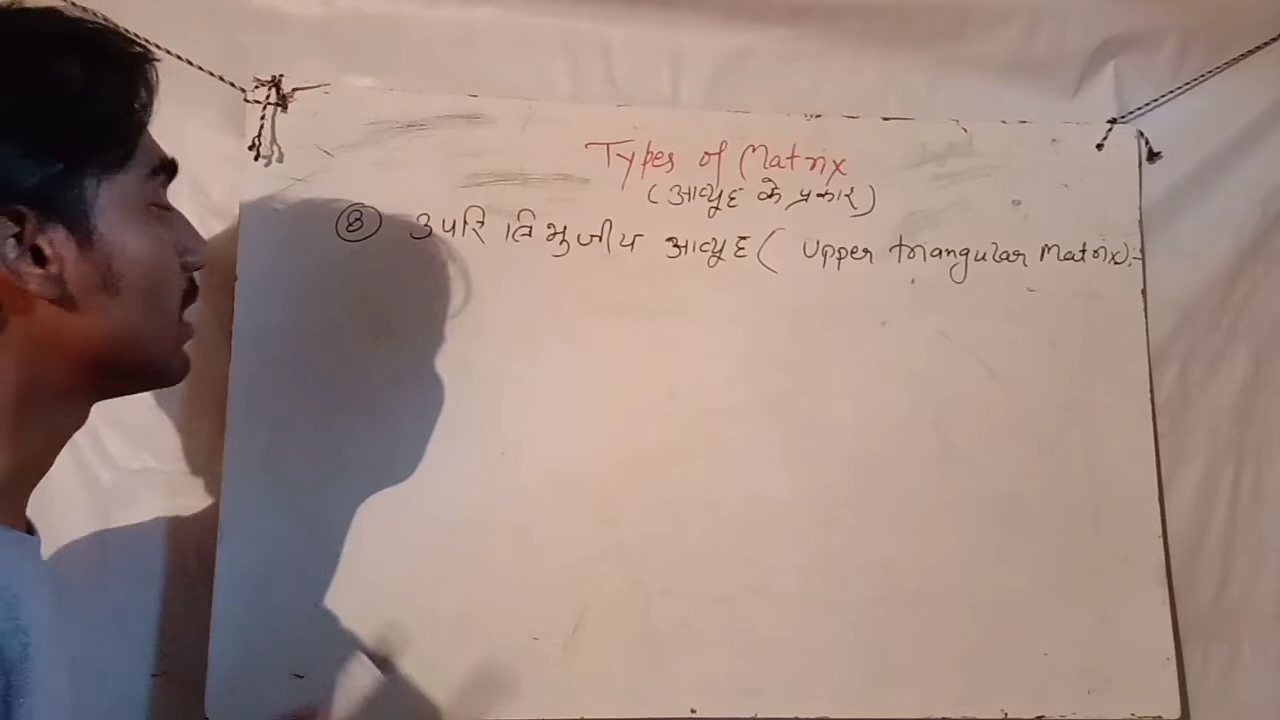 Types of Matrix
(आव्यूह के प्रकार)
⑧ उपरि त्रिभुजीय आव्यूह ( Upper triangular Matrix):-